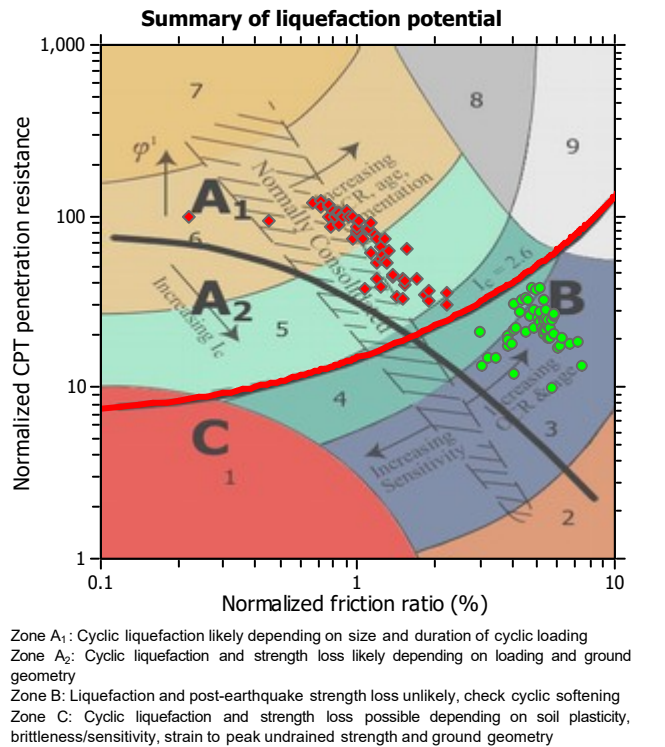 Summary of liquefaction potential
Normalized CPT penetration resistance
1,000
100
10
1
7
8
9
φ'
A1
Increasing
OCR, age,
cementation
Normally Consolidated
6
A2
Increasing Ic
5
Ic = 2.6
B
4
Increasing
OCR & age
3
C
Increasing
Sensitivity
1
2
0.1
1
10
Normalized friction ratio (%)
Zone A1: Cyclic liquefaction likely depending on size and duration of cyclic loading
Zone A2: Cyclic liquefaction and strength loss likely depending on loading and ground
geometry
Zone B: Liquefaction and post-earthquake strength loss unlikely, check cyclic softening
Zone C: Cyclic liquefaction and strength loss possible depending on soil plasticity,
brittleness/sensitivity, strain to peak undrained strength and ground geometry